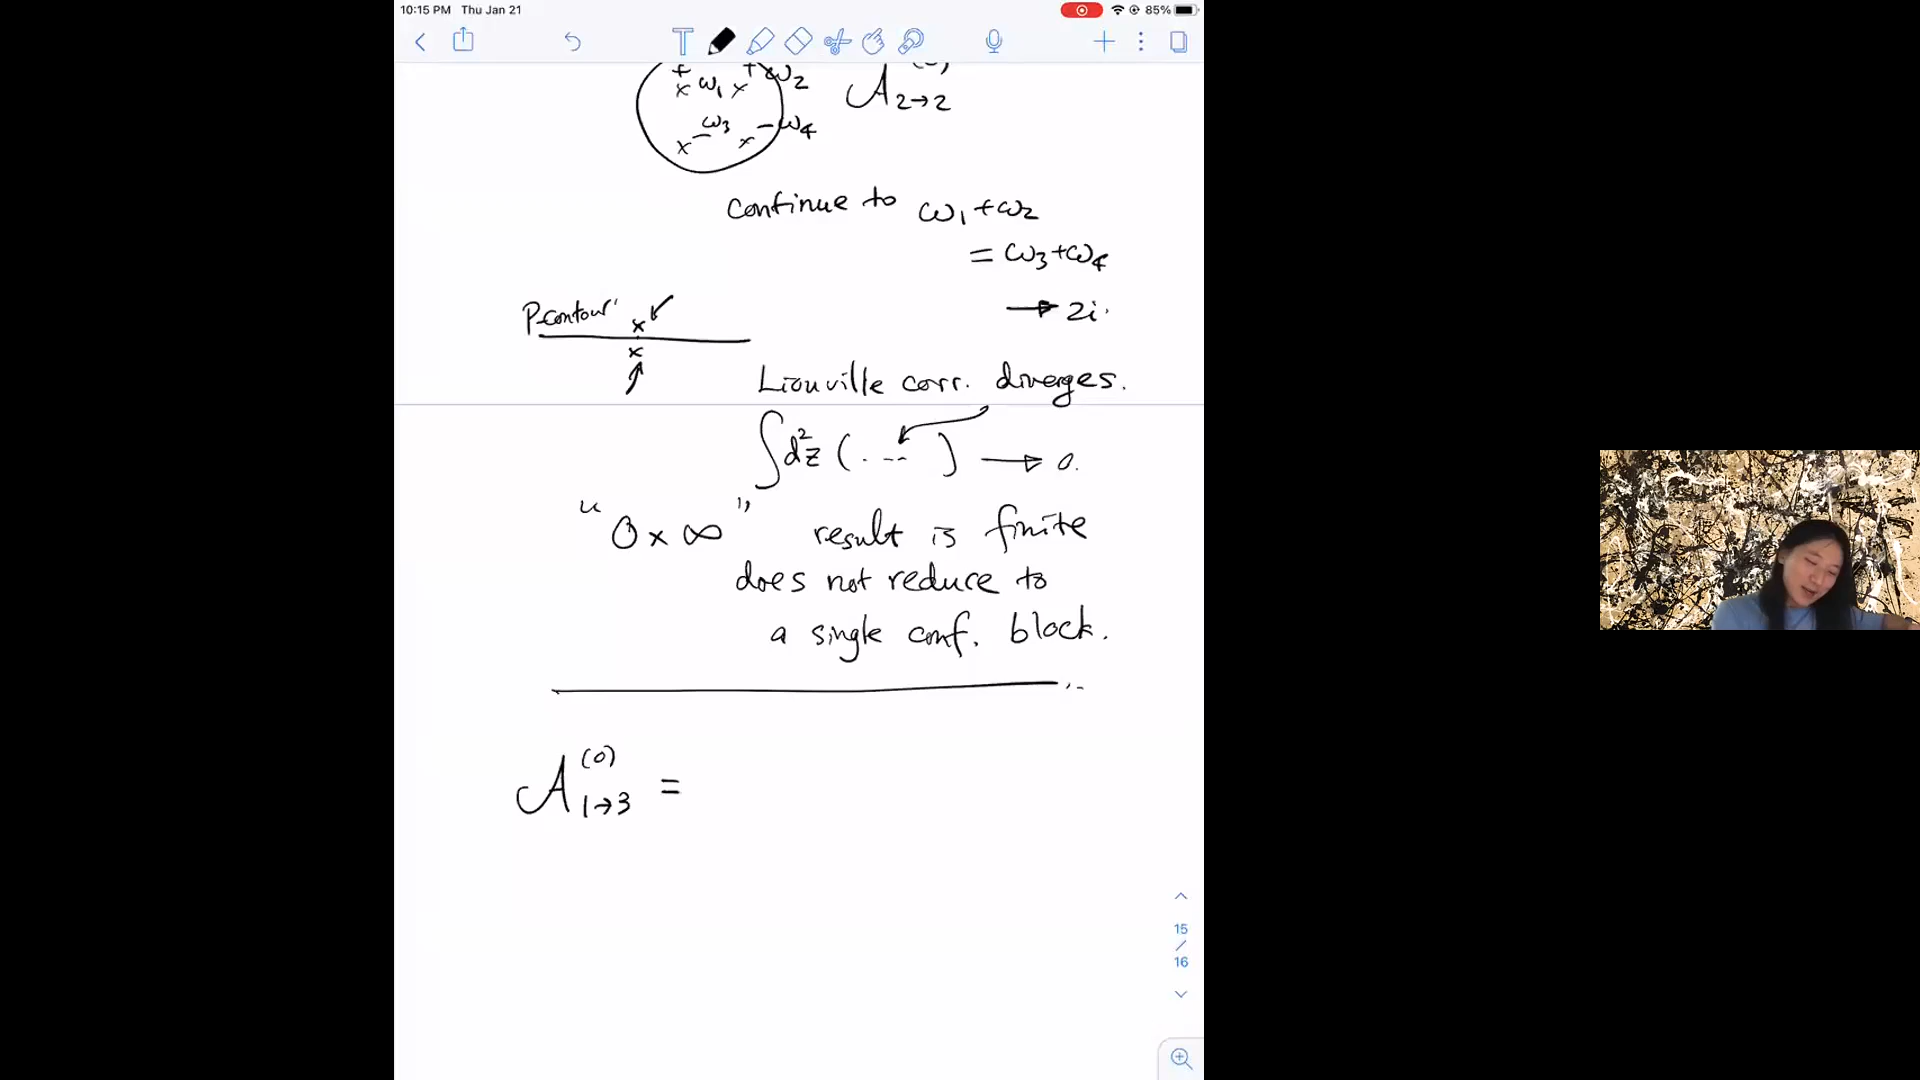 10:15 PM Thu Jan 21
85%
+ ω1 + ω2
x x
A 2→2
ω3 - ω4
x - x
continue to ω1+ω2
= ω3+ω4
→ 2i.
P-contour
x
x
Liouville corr. diverges.
∫d²z (. -- ) → 0.
"0×∞" result is finite
does not reduce to
a single conf. block.
A^(0)_1→3 =
15
/
16